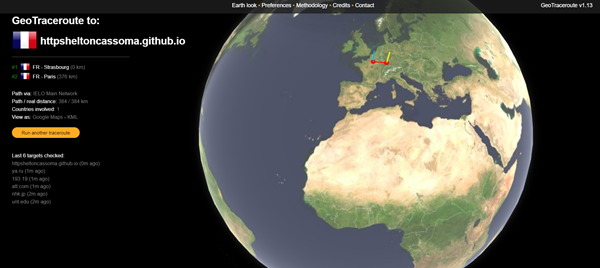 Earth look • Preferences • Methodology • Credits • Contact
GeoTraceroute v1.13
GeoTraceroute to:
httpsheltoncassoma.github.io
#1 FR - Strasbourg (0 km)
#2 FR - Paris (376 km)
Path via: IELO Main Network
Path / real distance: 384 / 384 km
Countries involved: 1
View as: Google Maps - KML
Run another traceroute
Last 6 targets checked:
httpsheltoncassoma.github.io (0m ago)
ya.ru (1m ago)
193.19 (1m ago)
att.com (1m ago)
nhk.jp (2m ago)
unt.edu (2m ago)